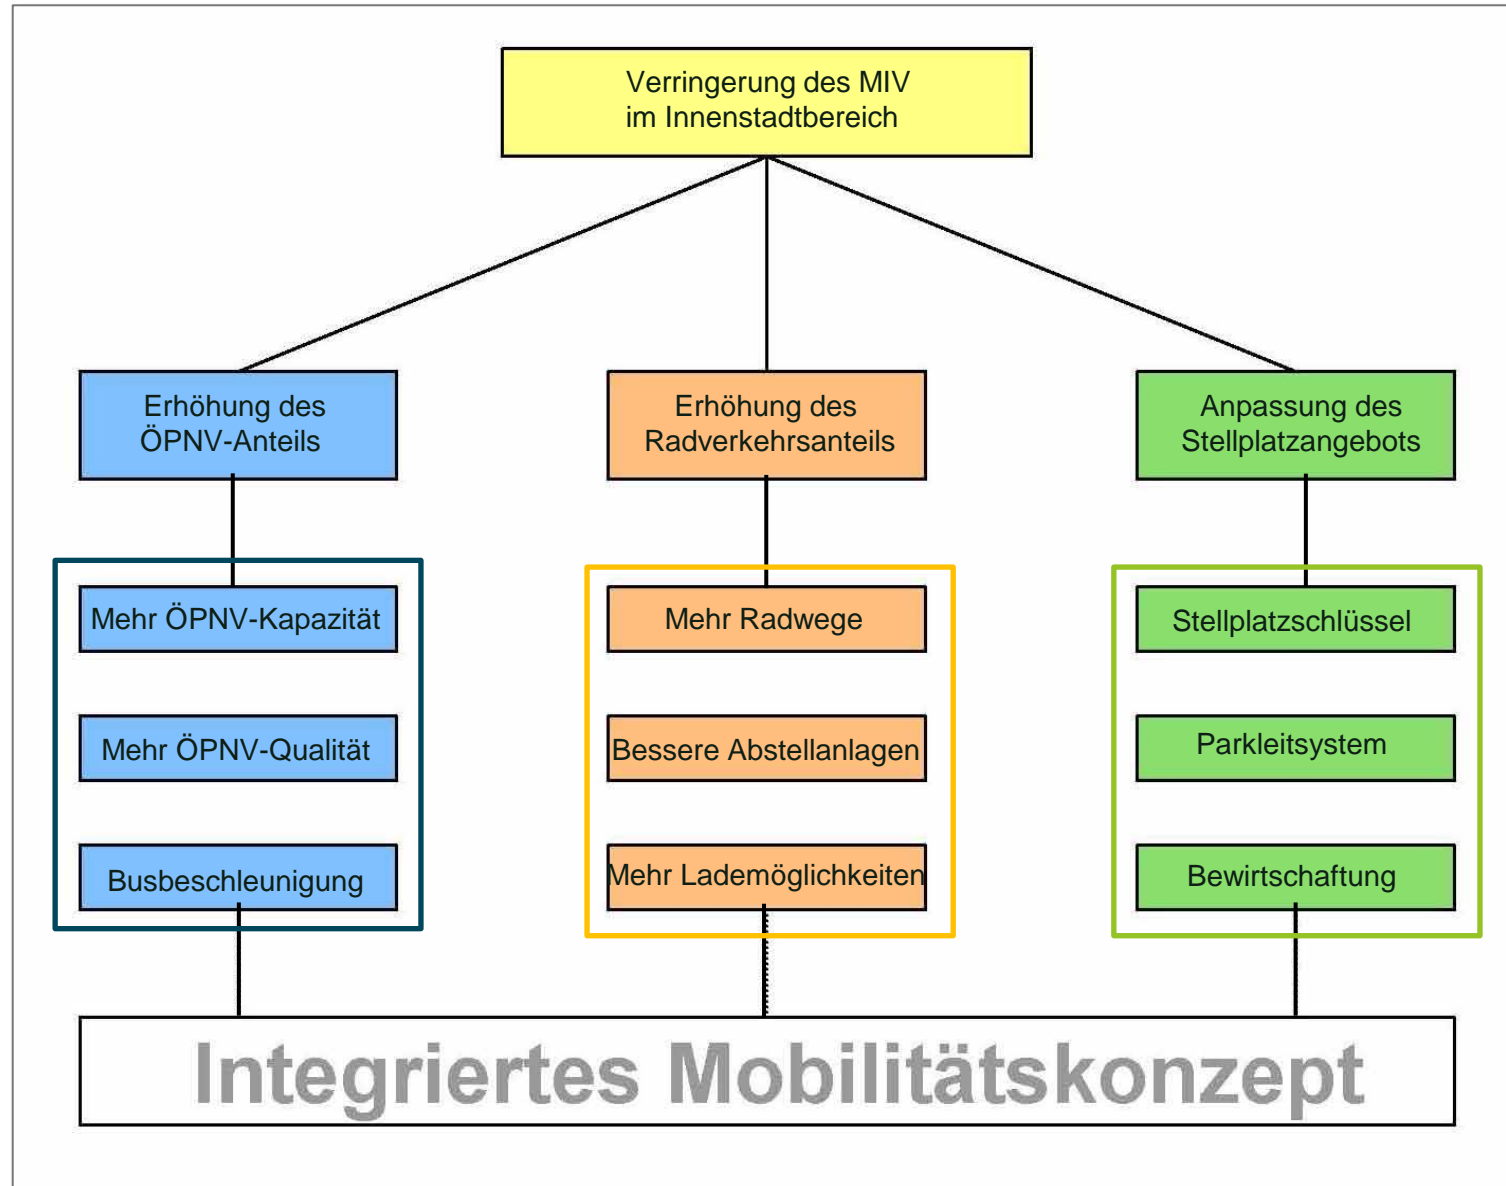 Verringerung des MIV
im Innenstadtbereich
Erhöhung des
ÖPNV-Anteils
Erhöhung des
Radverkehrsanteils
Anpassung des
Stellplatzangebots
Mehr ÖPNV-Kapazität
Mehr Radwege
Stellplatzschlüssel
Mehr ÖPNV-Qualität
Bessere Abstellanlagen
Parkleitsystem
Busbeschleunigung
Mehr Lademöglichkeiten
Bewirtschaftung
Integriertes Mobilitätskonzept